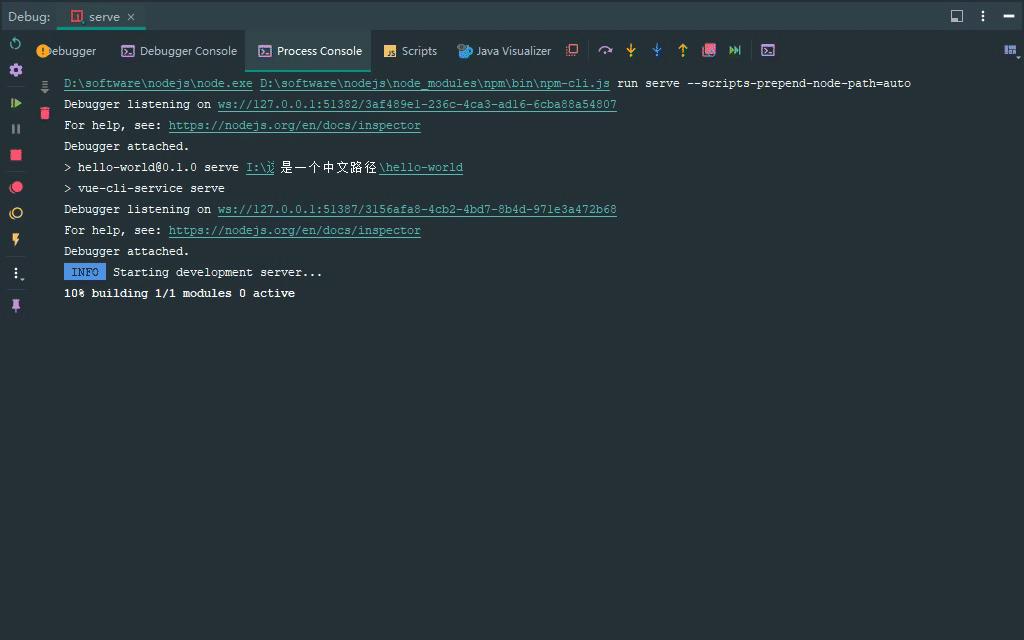 Debug: serve
Debugger Debugger Console Process Console Scripts Java Visualizer
D:\software\nodejs\node.exe D:\software\nodejs\node_modules\npm\bin\npm-cli.js run serve --scripts-prepend-node-path=auto
Debugger listening on ws://127.0.0.1:51382/3af489e1-236c-4ca3-ad16-6cba88a54807
For help, see: https://nodejs.org/en/docs/inspector
Debugger attached.
> hello-world@0.1.0 serve I:\这是一个中文路径\hello-world
> vue-cli-service serve
Debugger listening on ws://127.0.0.1:51387/3156afa8-4cb2-4bd7-8b4d-971e3a472b68
For help, see: https://nodejs.org/en/docs/inspector
Debugger attached.
INFO Starting development server...
10% building 1/1 modules 0 active